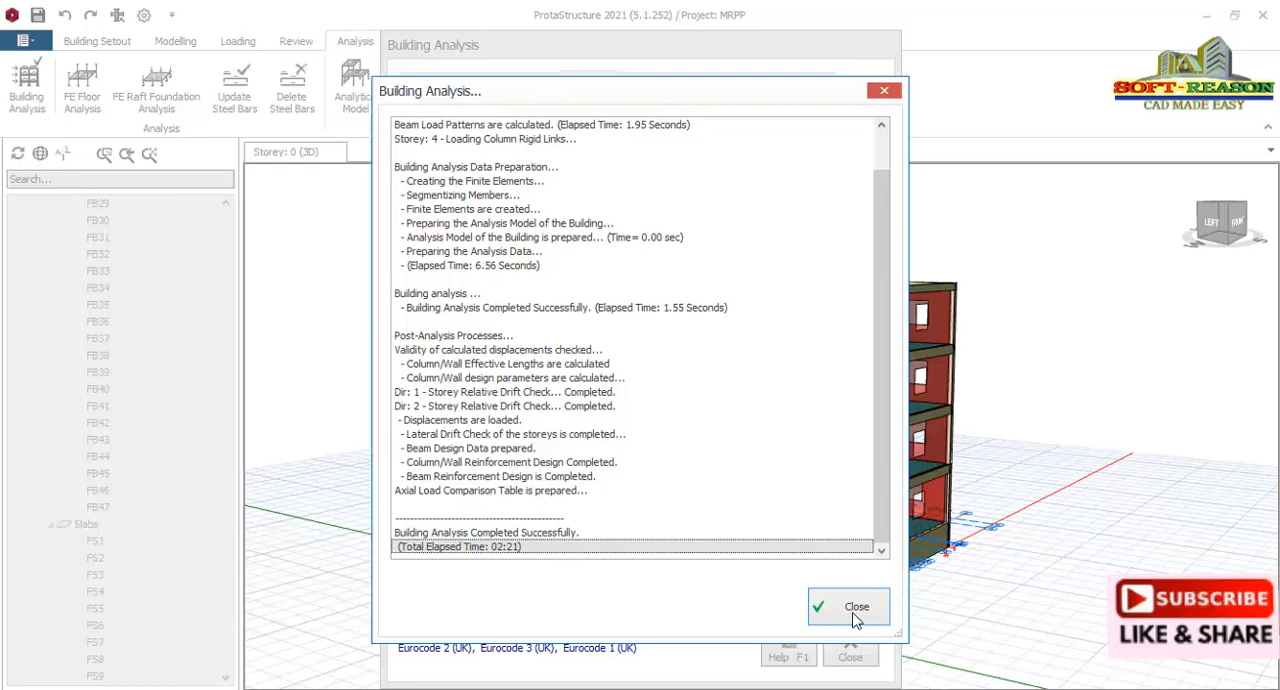 ProtaStructure 2021 (5.1.252) / Project: MRPP
Building Setout
Modelling
Loading
Review
Analysis
Building Analysis
FE Floor Analysis
FE Raft Foundation Analysis
Update Steel Bars
Delete Steel Bars
Model
Analysis
SOFT-REASON
CAD MADE EASY
Storey: 0 (3D)
Search...
FB29
FB30
FB31
FB32
FB33
FB34
FB35
FB36
FB37
FB38
FB39
FB40
FB41
FB42
FB43
FB44
FB45
FB46
FB47
Slabs
FS1
FS2
FS3
FS4
FS5
FS6
FS7
FS8
FS9
Building Analysis
Building Analysis...
Beam Load Patterns are calculated. (Elapsed Time: 1.95 Seconds)
Storey: 4 - Loading Column Rigid Links...
Building Analysis Data Preparation...
- Creating the Finite Elements...
- Segmentizing Members...
- Finite Elements are created...
- Preparing the Analysis Model of the Building...
- Analysis Model of the Building is prepared... (Time= 0.00 sec)
- Preparing the Analysis Data...
- (Elapsed Time: 6.56 Seconds)
Building analysis ...
- Building Analysis Completed Successfully. (Elapsed Time: 1.55 Seconds)
Post-Analysis Processes...
Validity of calculated displacements checked...
- Column/Wall Effective Lengths are calculated
- Column/Wall design parameters are calculated...
Dir: 1 - Storey Relative Drift Check... Completed.
Dir: 2 - Storey Relative Drift Check... Completed.
- Displacements are loaded.
- Lateral Drift Check of the storeys is completed...
- Beam Design Data prepared.
- Column/Wall Reinforcement Design Completed.
- Beam Reinforcement Design is Completed.
Axial Load Comparison Table is prepared...
----------------------------------------------
Building Analysis Completed Successfully.
(Total Elapsed Time: 02:21)
Close
Eurocode 2 (UK), Eurocode 3 (UK), Eurocode 1 (UK)
Help F1
Close
LEFT
SUBSCRIBE
LIKE & SHARE